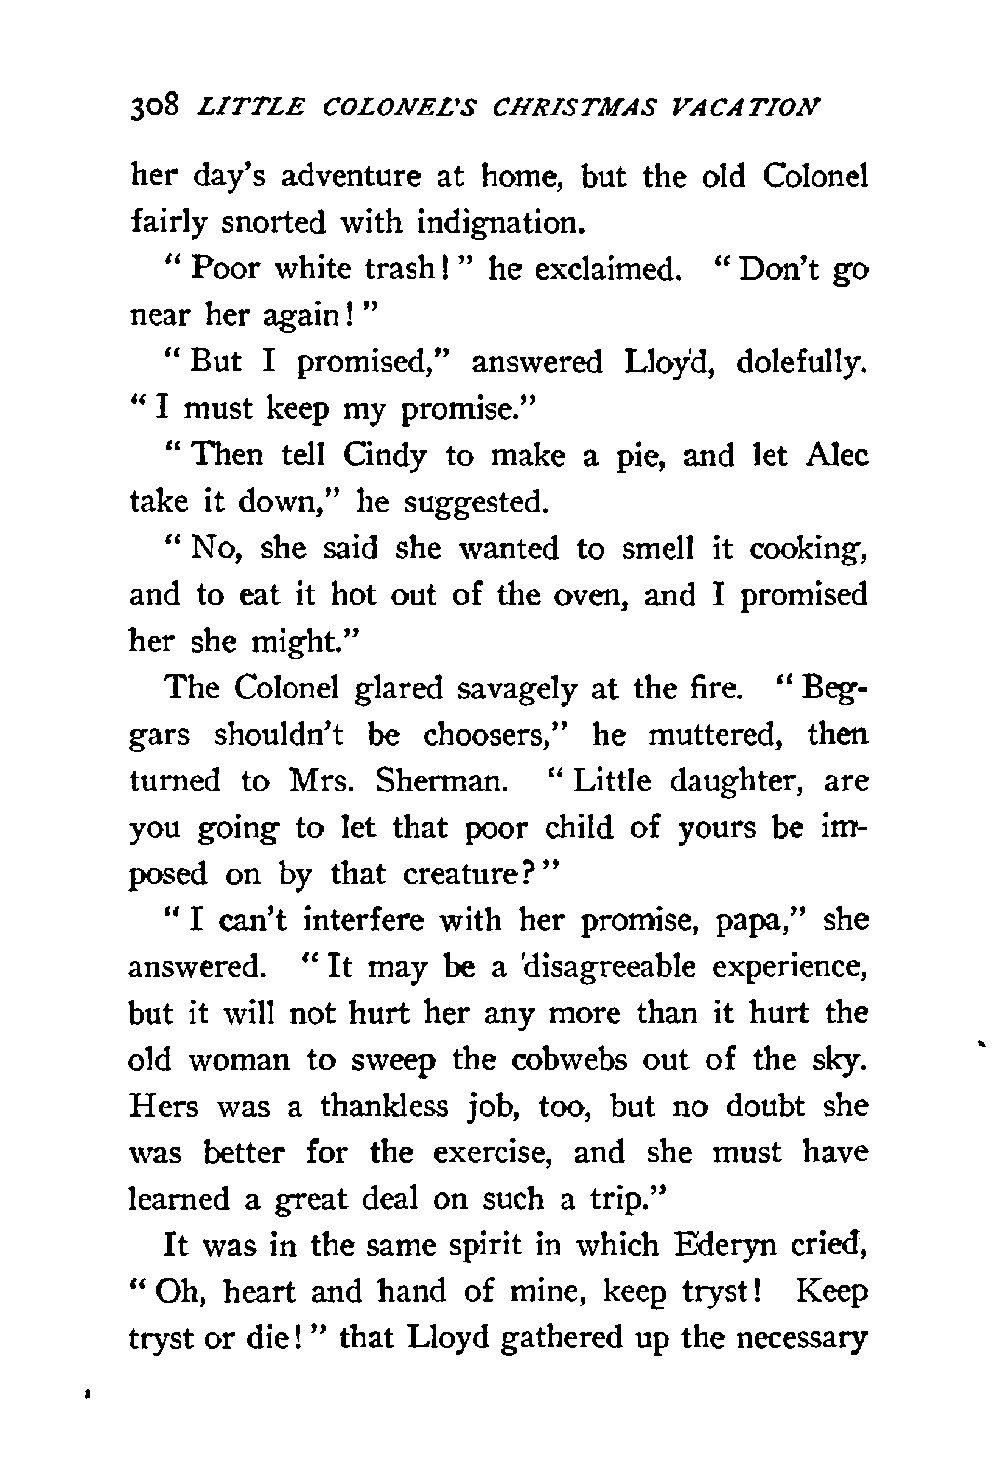 308 LITTLE COLONEL'S CHRISTMAS VACATION
her day's adventure at home, but the old Colonel
fairly snorted with indignation.
" Poor white trash! " he exclaimed. " Don't go
near her again! "
" But I promised," answered Lloyd, dolefully.
" I must keep my promise."
" Then tell Cindy to make a pie, and let Alec
take it down," he suggested.
" No, she said she wanted to smell it cooking,
and to eat it hot out of the oven, and I promised
her she might."
The Colonel glared savagely at the fire. " Beg-
gars shouldn't be choosers," he muttered, then
turned to Mrs. Sherman. " Little daughter, are
you going to let that poor child of yours be im-
posed on by that creature? "
" I can't interfere with her promise, papa," she
answered. " It may be a disagreeable experience,
but it will not hurt her any more than it hurt the
old woman to sweep the cobwebs out of the sky.
Hers was a thankless job, too, but no doubt she
was better for the exercise, and she must have
learned a great deal on such a trip."
It was in the same spirit in which Ederyn cried,
" Oh, heart and hand of mine, keep tryst! Keep
tryst or die! " that Lloyd gathered up the necessary